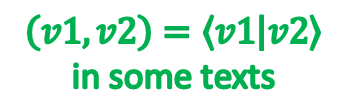 (v1, v2) = ⟨v1|v2⟩
in some texts